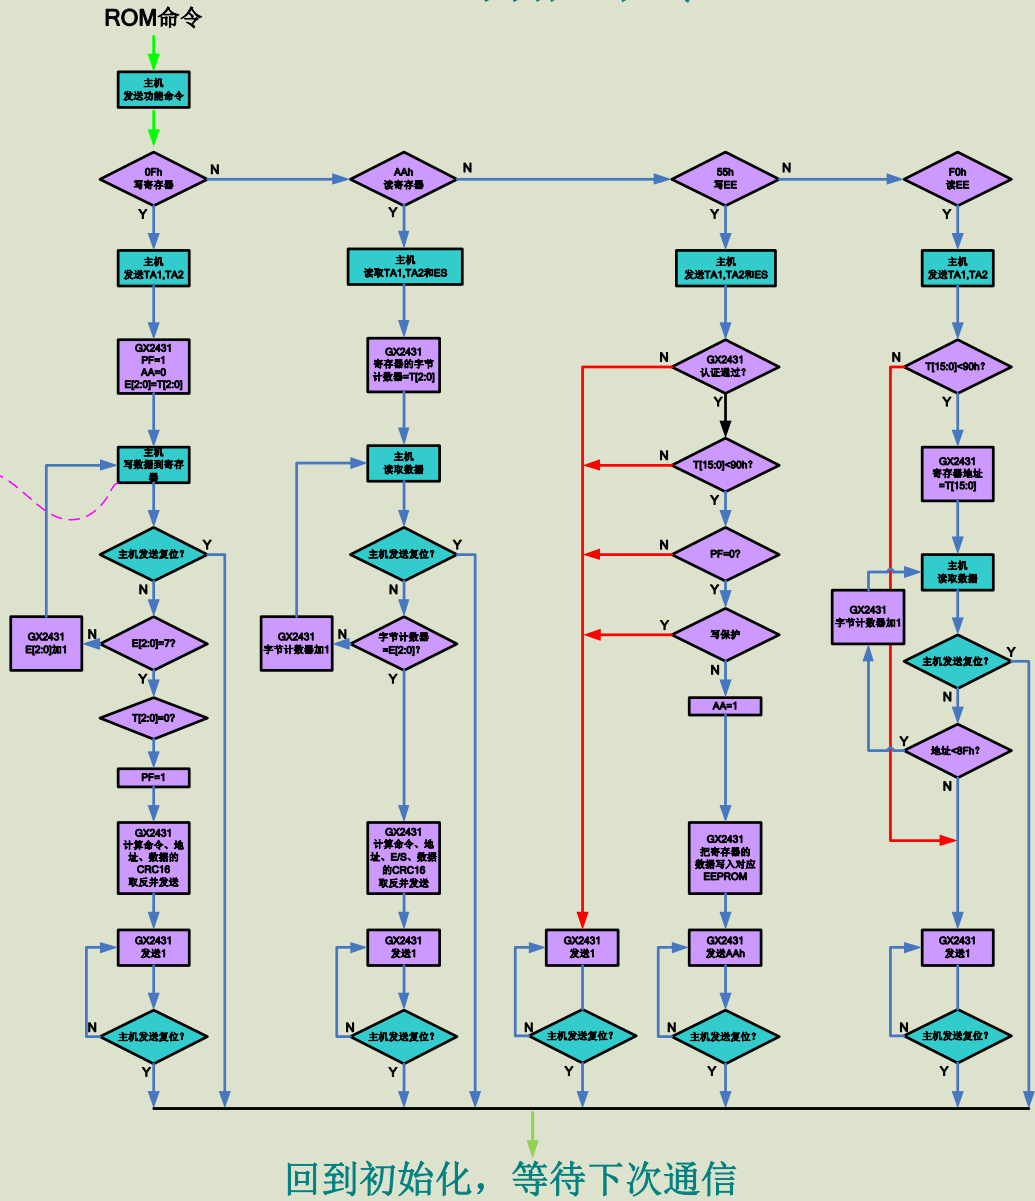 ROM命令
主机
发送功能命令
0Fh
写寄存器
N
Y
主机
发送TA1,TA2
GX2431
PF=1
AA=0
E[2:0]=T[2:0]
主机
写数据到寄存
器
主机发送复位？
Y
N
E[2:0]=7?
N
Y
GX2431
E[2:0]加1
T[2:0]=0?
PF=1
GX2431
计算命令、地
址、数据的
CRC16
取反并发送
GX2431
发送1
主机发送复位？
N
Y
AAh
读寄存器
N
Y
主机
读取TA1,TA2和ES
GX2431
寄存器的字节
计数器=T[2:0]
主机
读取数据
主机发送复位？
Y
N
字节计数器
=E[2:0]?
N
Y
GX2431
字节计数器加1
GX2431
计算命令、地
址、E/S、数据
的CRC16
取反并发送
GX2431
发送1
主机发送复位？
N
Y
55h
写EE
N
Y
主机
发送TA1,TA2和ES
GX2431
认证通过？
N
Y
T[15:0]<90h?
N
Y
PF=0?
N
Y
写保护
Y
N
AA=1
GX2431
把寄存器的
数据写入对应
EEPROM
GX2431
发送1
主机发送复位？
N
Y
GX2431
发送AAh
主机发送复位？
N
Y
F0h
读EE
Y
主机
发送TA1,TA2
T[15:0]<90h?
N
Y
GX2431
寄存器地址
=T[15:0]
主机
读取数据
GX2431
字节计数器加1
主机发送复位？
Y
N
地址<8Fh?
Y
N
GX2431
发送1
主机发送复位？
N
Y
回到初始化，等待下次通信